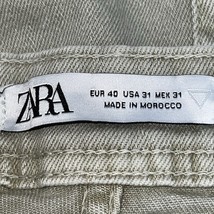 ZARA
EUR 40 USA 31 MEX 31
MADE IN MOROCCO